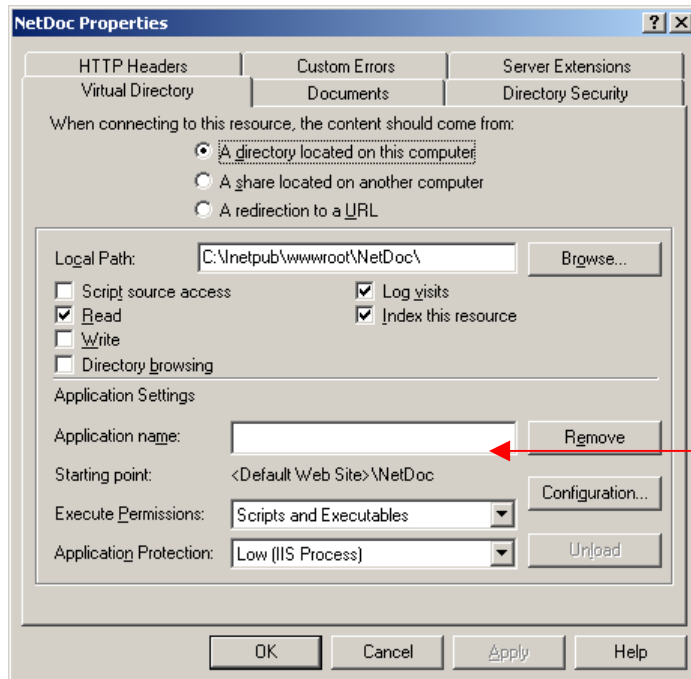 NetDoc Properties
HTTP Headers Custom Errors Server Extensions
Virtual Directory Documents Directory Security
When connecting to this resource, the content should come from:
A directory located on this computer
A share located on another computer
A redirection to a URL
Local Path: C:\Inetpub\wwwroot\NetDoc\ Browse...
Script source access Log visits
Read Index this resource
Write
Directory browsing
Application Settings
Application name: Remove
Starting point: <Default Web Site>\NetDoc
Configuration...
Execute Permissions: Scripts and Executables
Application Protection: Low (IIS Process) Unload
OK Cancel Apply Help